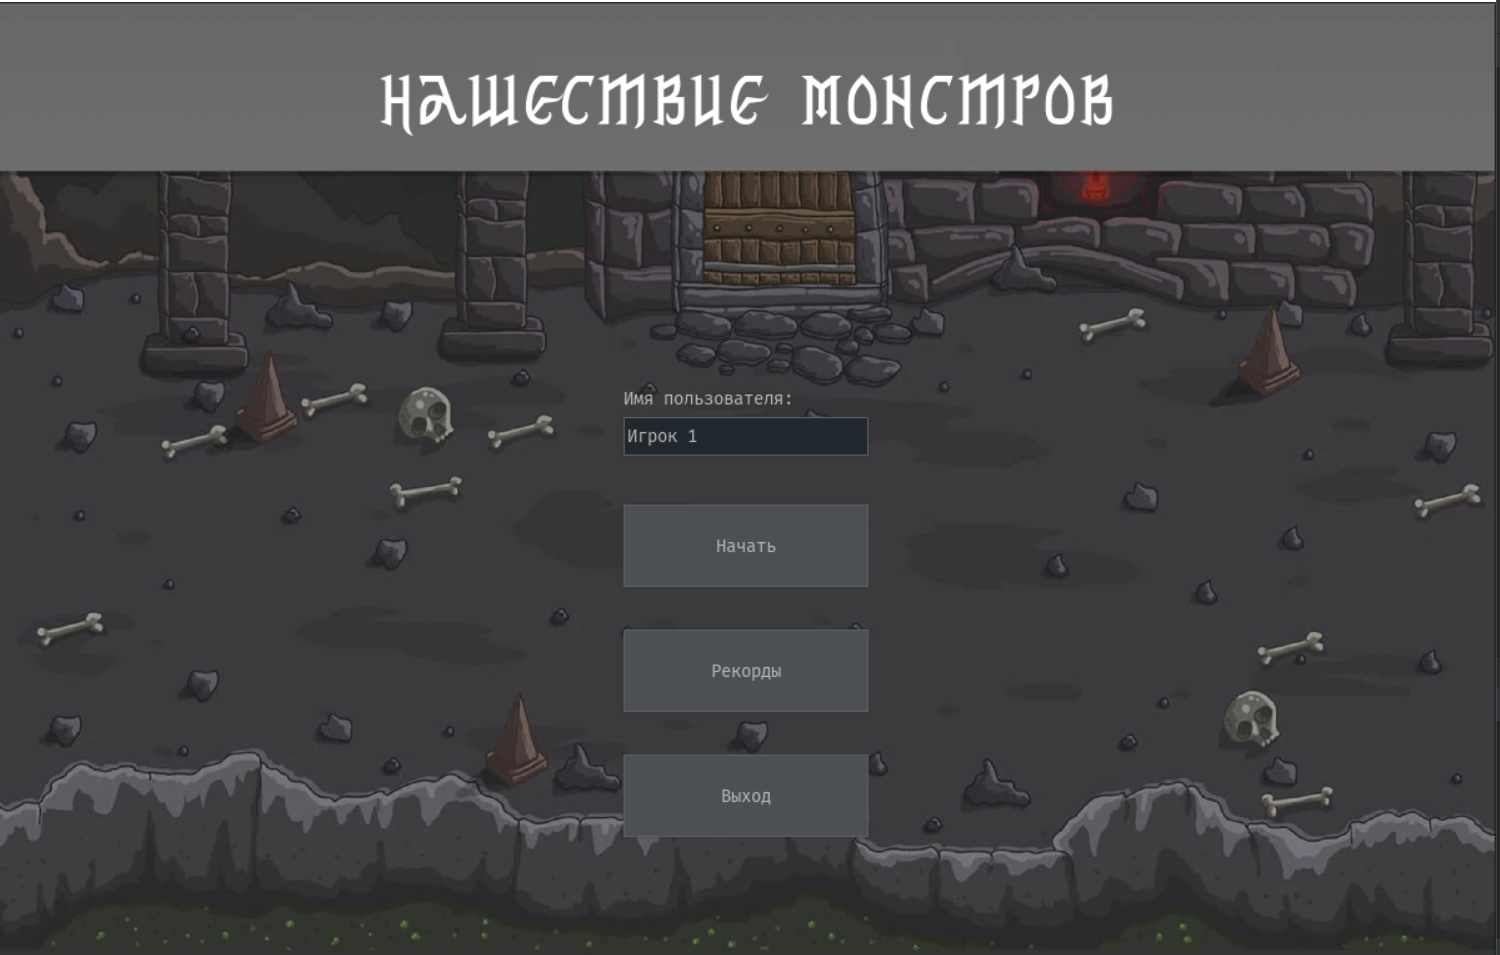 НАШЕСТВИЕ МОНСТРОВ
Имя пользователя:
Игрок 1
Начать
Рекорды
Выход